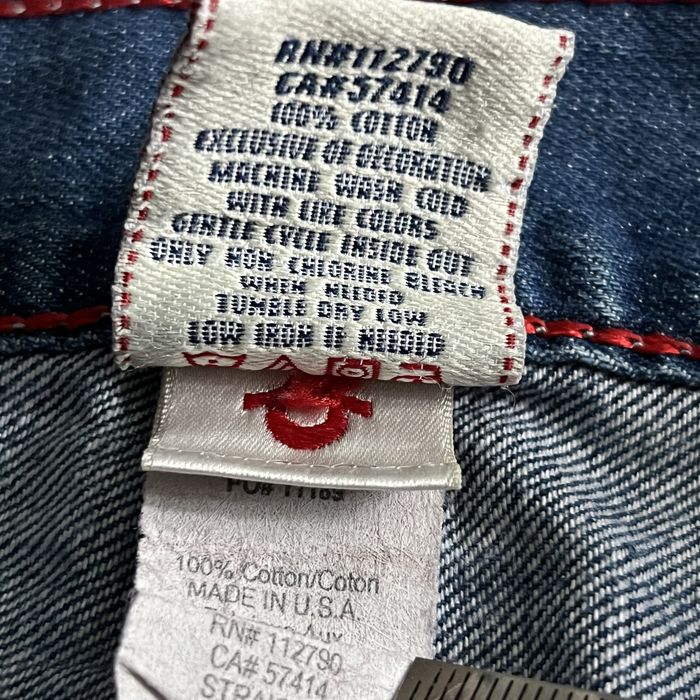 RN#112790
CA#57414
100% COTTON
EXCLUSIVE OF DECORATION
MACHINE WASH COLD
WITH LIKE COLORS
GENTLE CYCLE INSIDE OUT
ONLY NON CHLORINE BLEACH
WHEN NEEDED
TUMBLE DRY LOW
LOW IRON IF NEEDED
PO# 11189
100% Cotton/Coton
MADE IN U.S.A
RN# 112790
CA# 57414